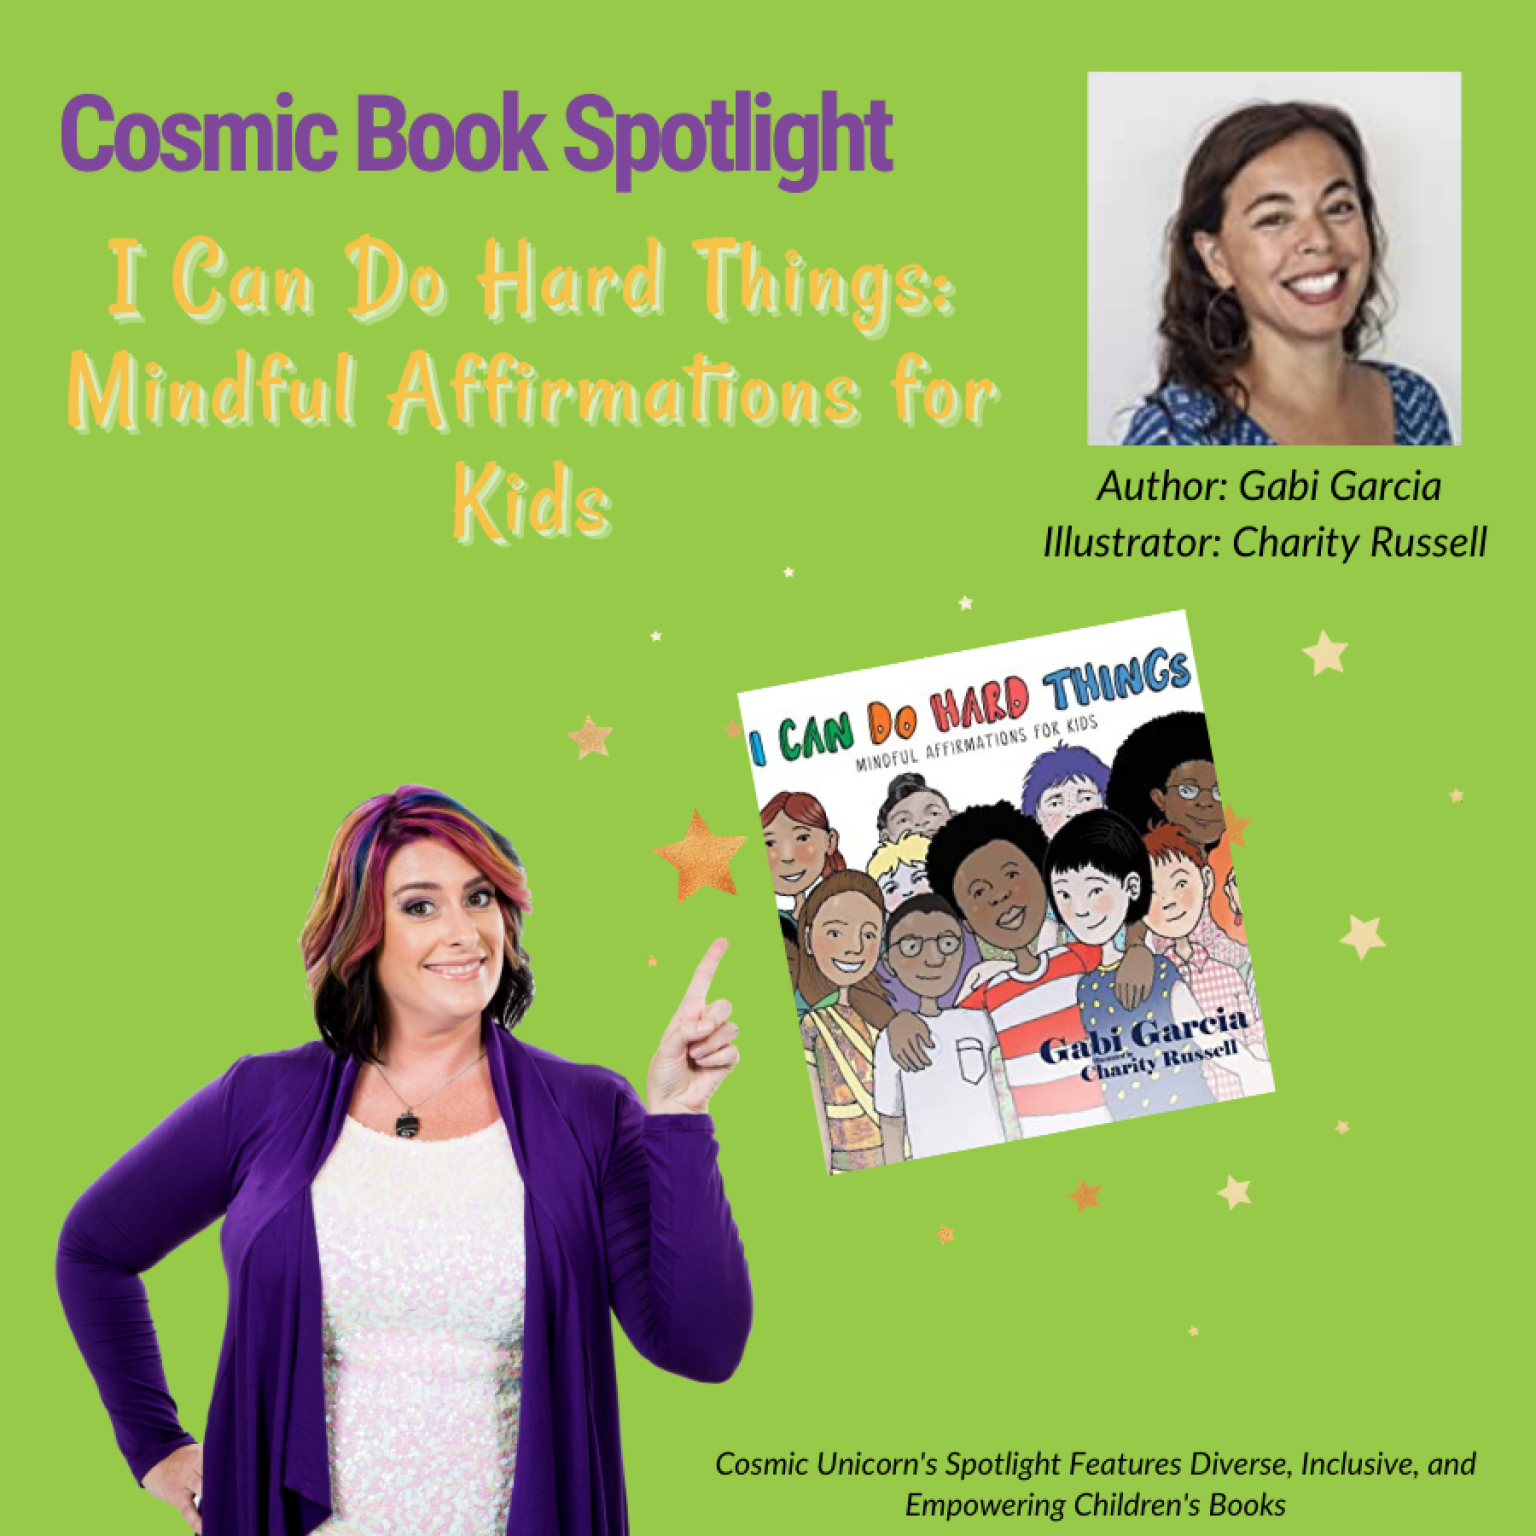 Cosmic Book Spotlight
I Can Do Hard Things:
Mindful Affirmations for
Kids
Author: Gabi Garcia
Illustrator: Charity Russell
I CAN DO HARD THINGS
MINDFUL AFFIRMATIONS FOR KIDS
Gabi Garcia
Charity Russell
Cosmic Unicorn's Spotlight Features Diverse, Inclusive, and
Empowering Children's Books